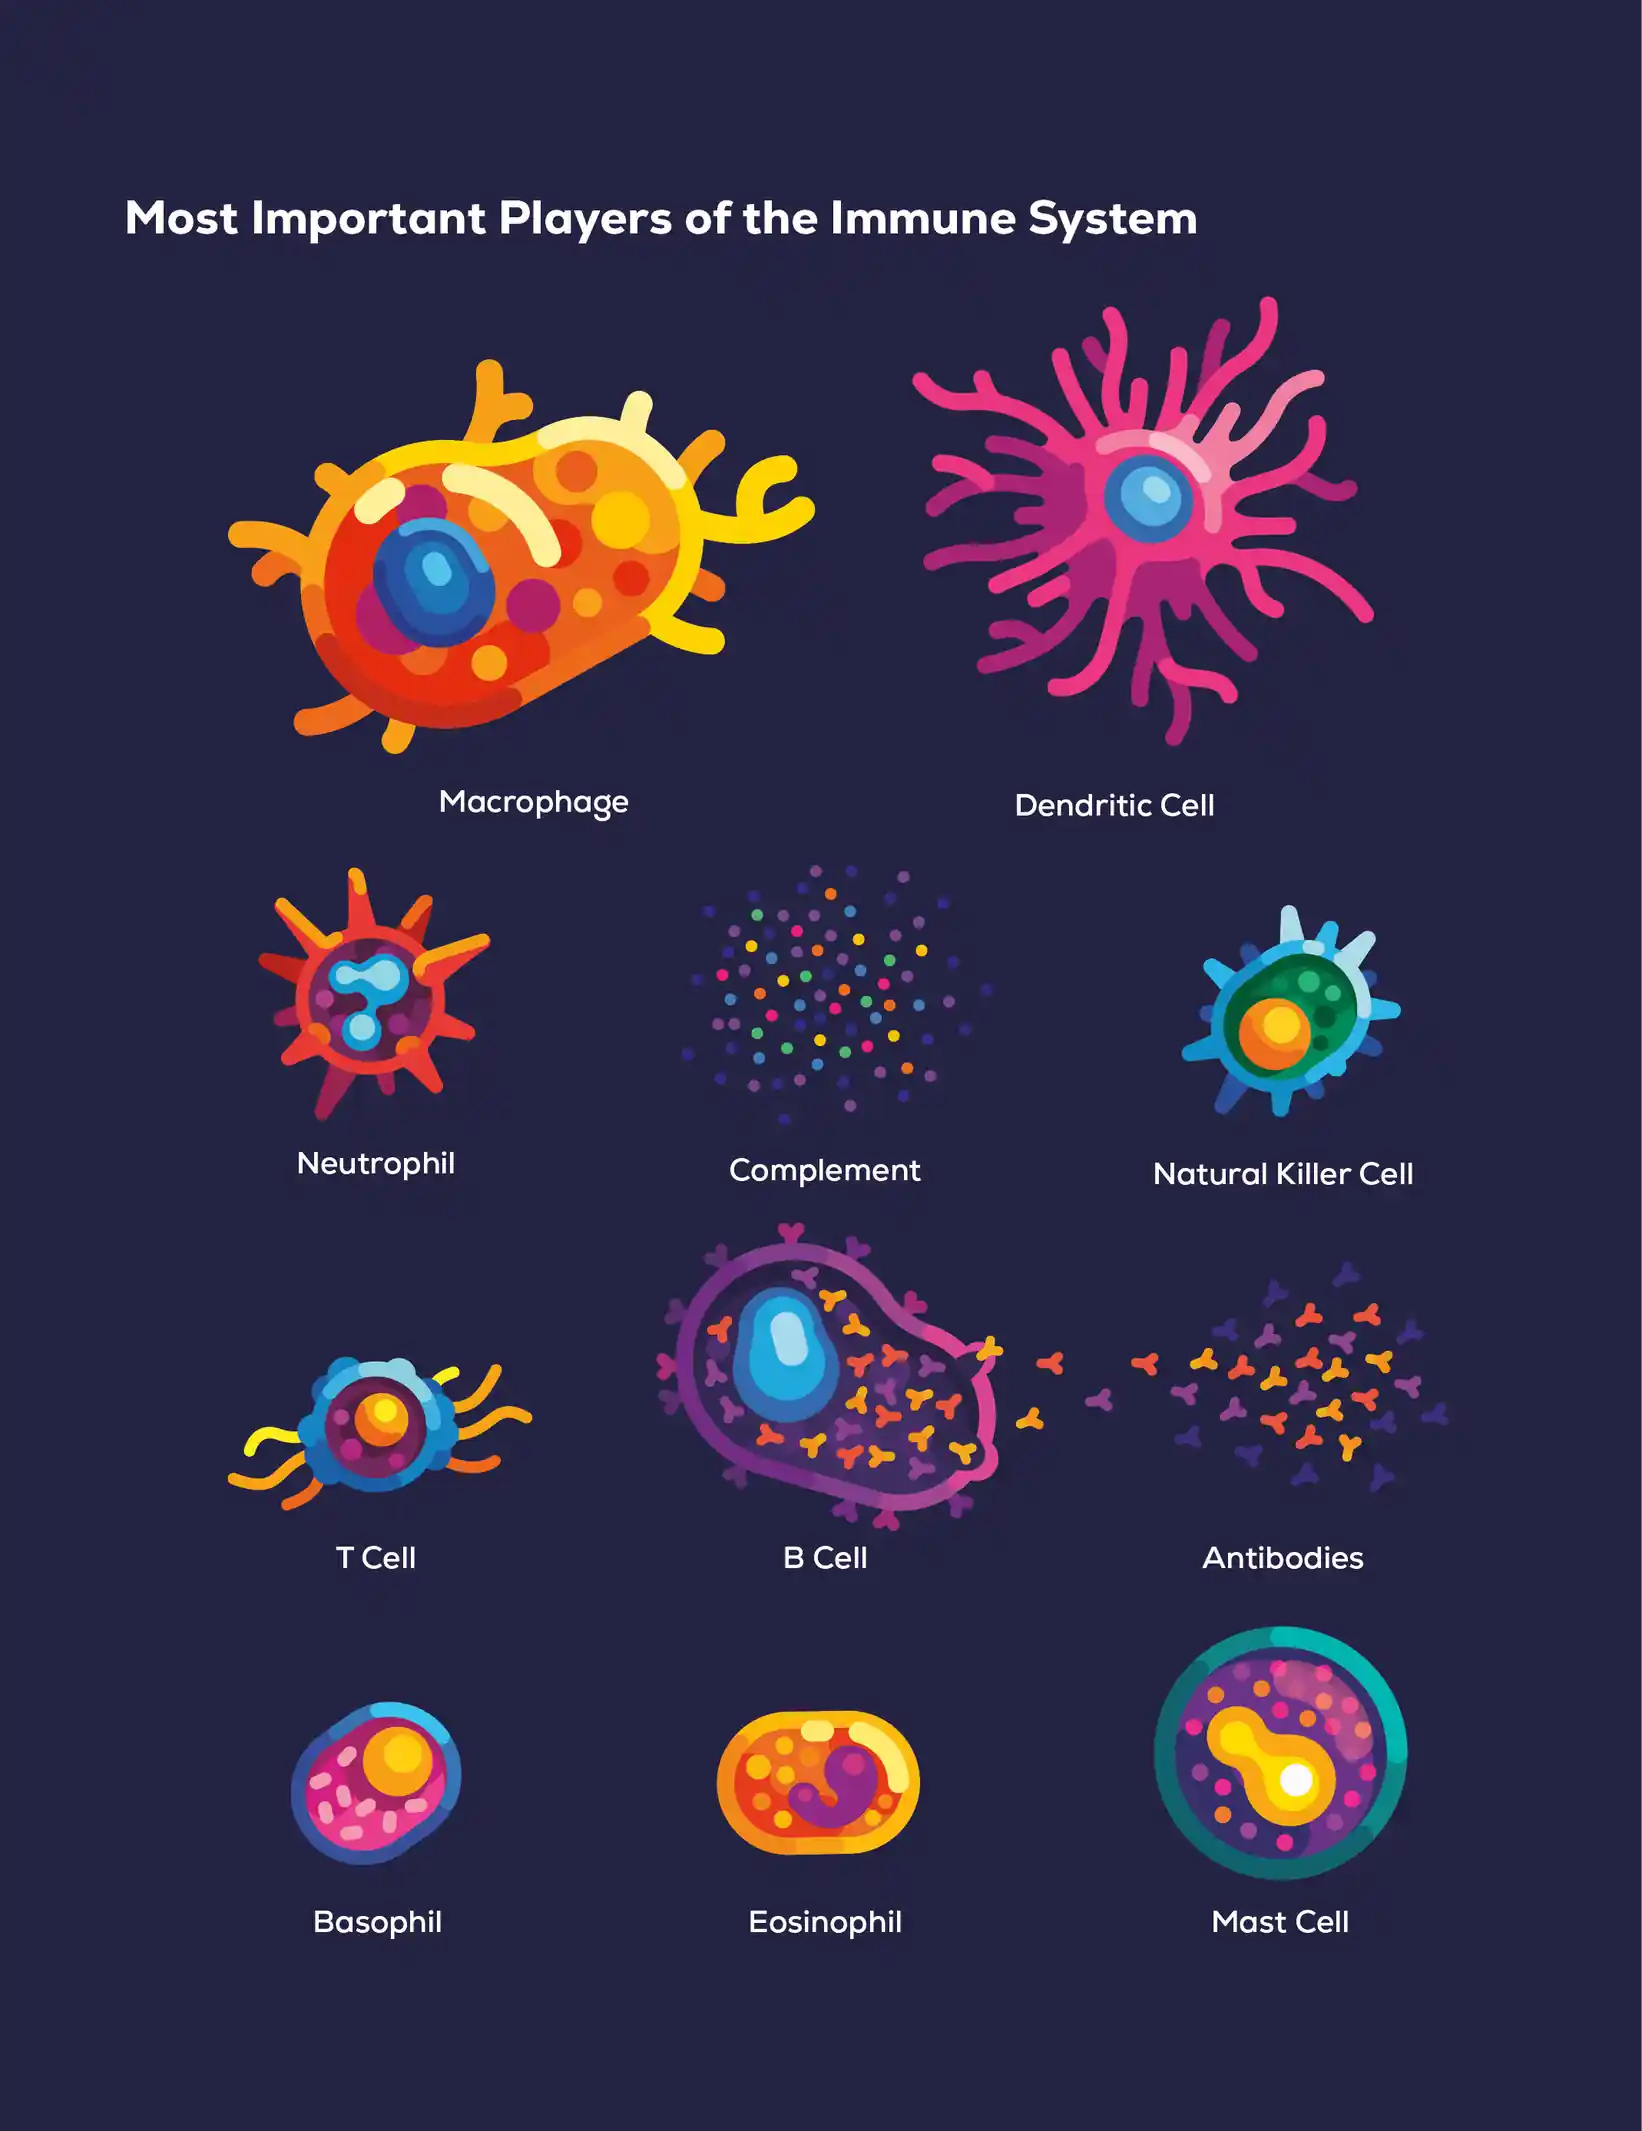 Most Important Players of the Immune System
Macrophage
Dendritic Cell
Neutrophil
Complement
Natural Killer Cell
T Cell
B Cell
Antibodies
Basophil
Eosinophil
Mast Cell